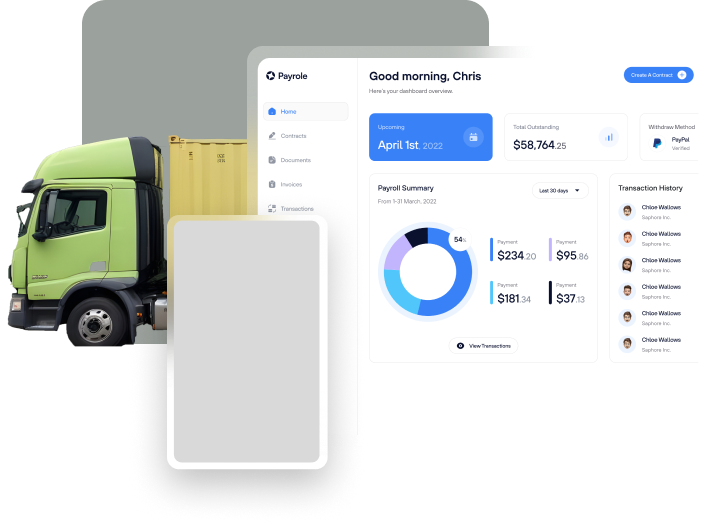 Payrole
Home
Contracts
Documents
Invoices
Transactions
Good morning, Chris
Here's your dashboard overview.
Create A Contract
Upcoming
April 1st, 2022
Total Outstanding
$58,764.25
Withdraw Method
PayPal
Verified
Payroll Summary
From 1-31 March, 2022
Last 30 days
54%
Payment
$234.20
Payment
$95.86
Payment
$181.34
Payment
$37.13
View Transactions
Transaction History
Chloe Wallows
Saphore Inc.
Chloe Wallows
Saphore Inc.
Chloe Wallows
Saphore Inc.
Chloe Wallows
Saphore Inc.
Chloe Wallows
Saphore Inc.
Chloe Wallows
Saphore Inc.